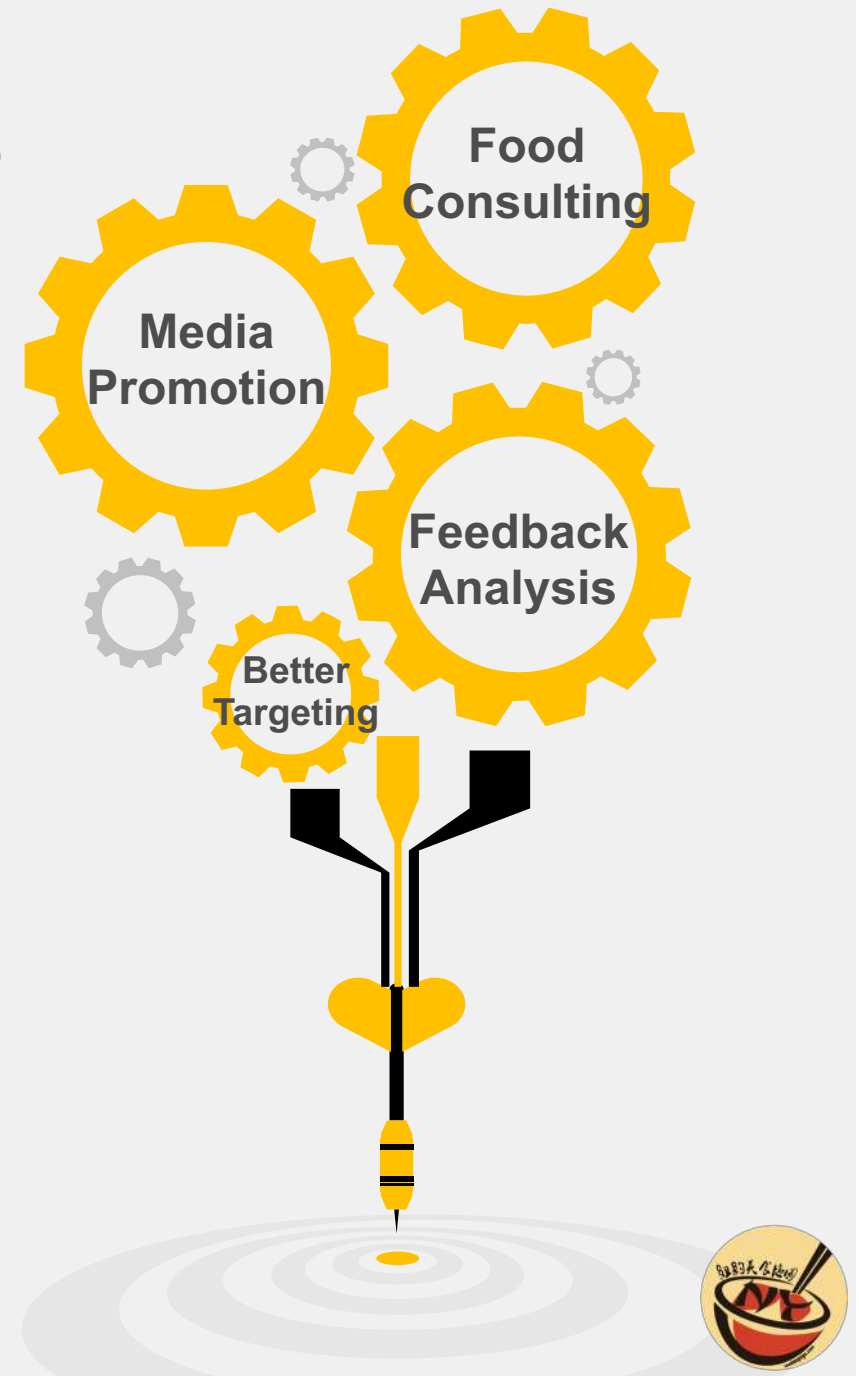 Food
Consulting
Media
Promotion
Feedback
Analysis
Better
Targeting